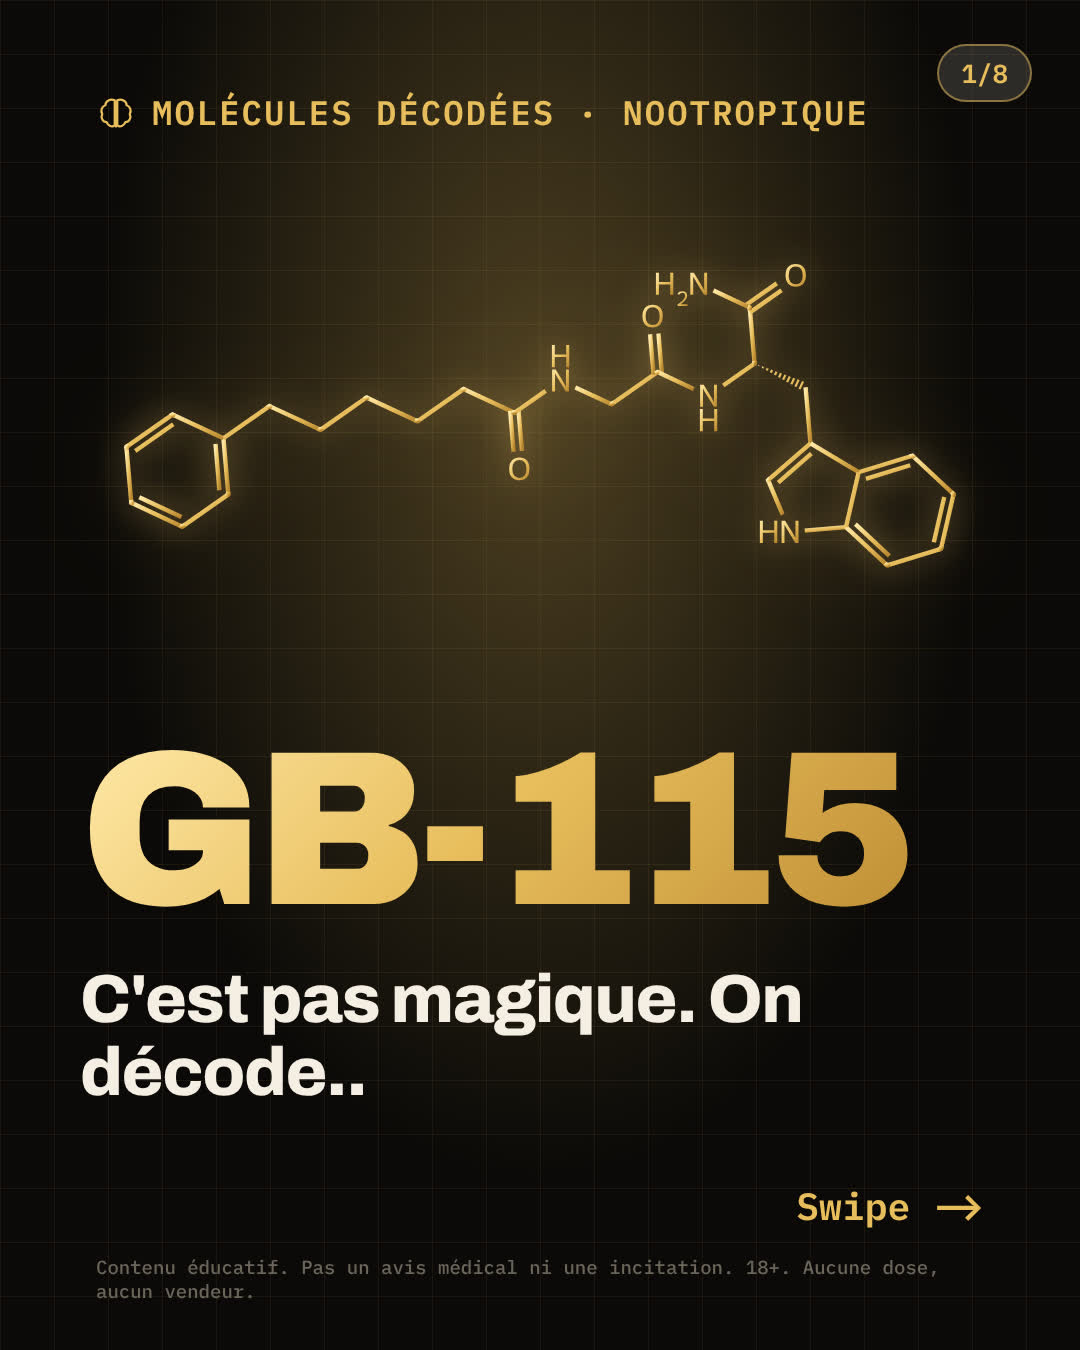 1/8
MOLÉCULES DÉCODÉES · NOOTROPIQUE
H₂N
O
O
H
N
N
H
O
HN
GB-115
C'est pas magique. On
décode..
Swipe →
Contenu éducatif. Pas un avis médical ni une incitation. 18+. Aucune dose,
aucun vendeur.